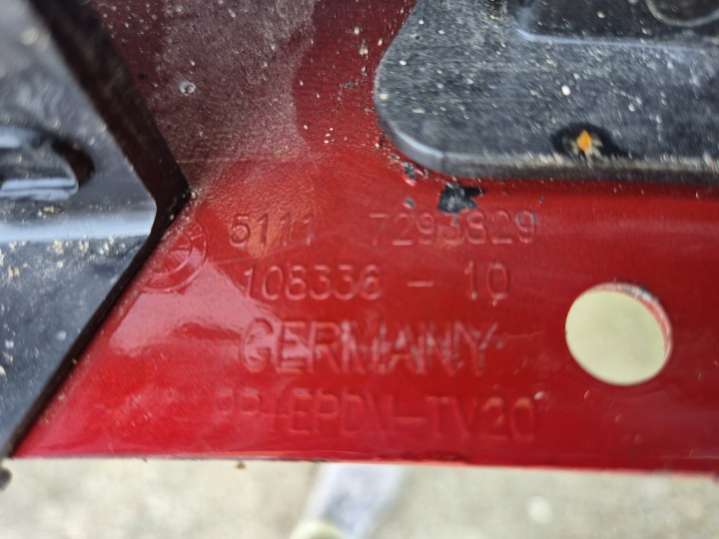 5111 7293829
108336 - 10
GERMANY
PP+EPDM-TV20